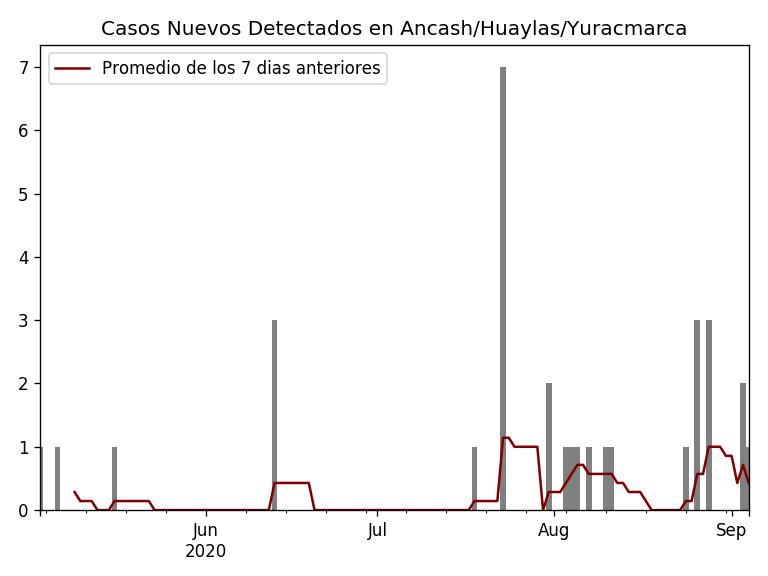 Casos Nuevos Detectados en Ancash/Huaylas/Yuracmarca
Promedio de los 7 dias anteriores
7
6
5
4
3
2
1
0
Jun
2020
Jul
Aug
Sep